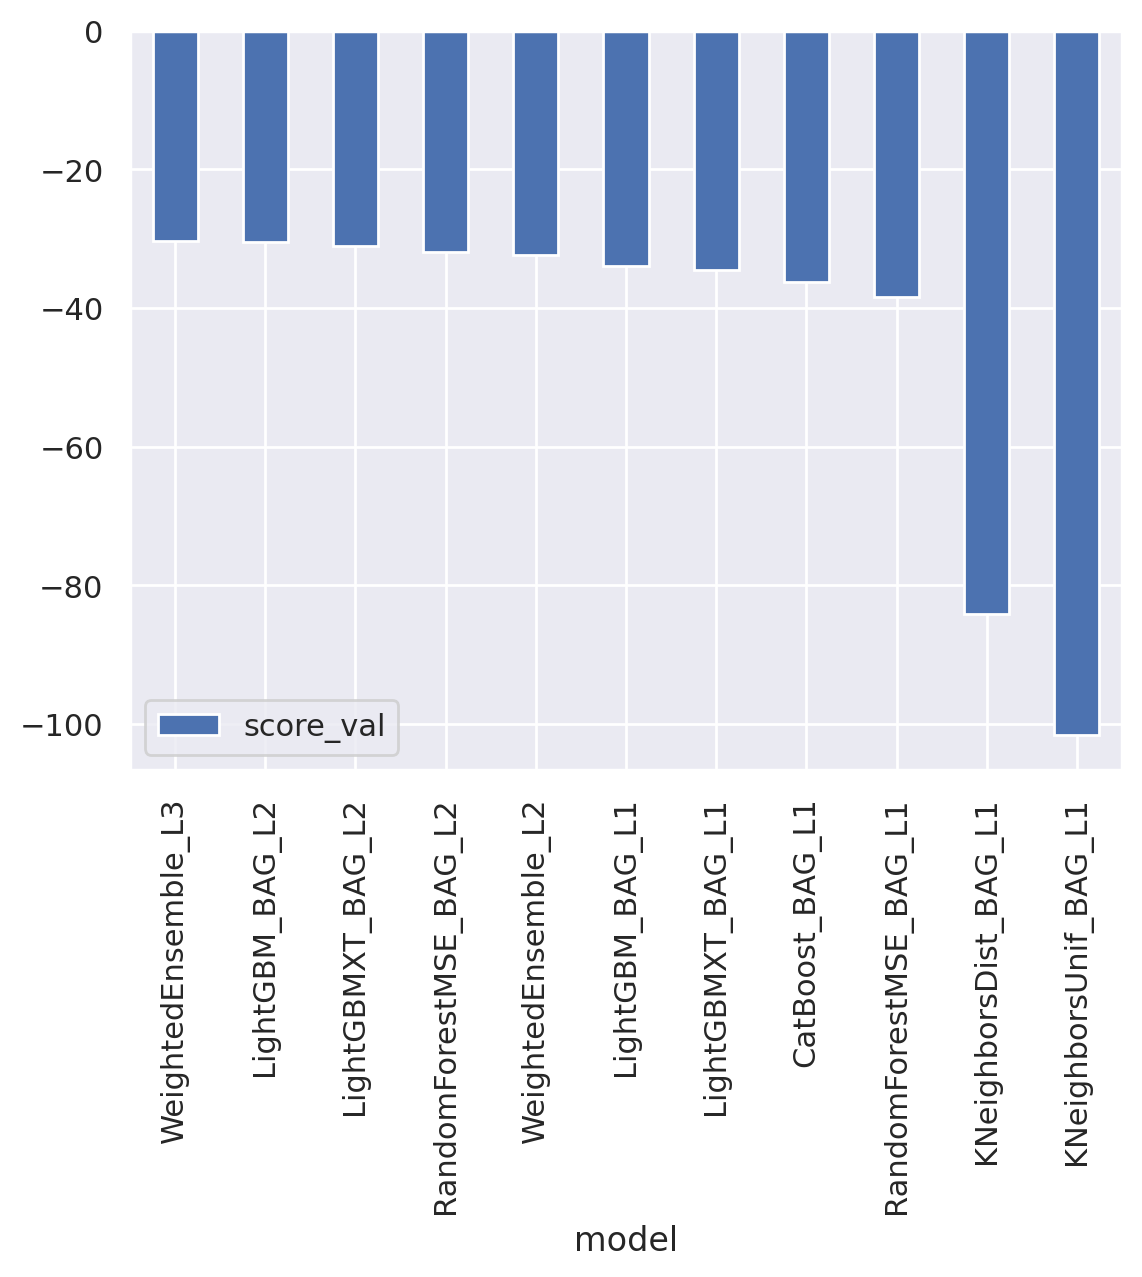 0
−20
−40
−60
−80
−100
score_val
WeightedEnsemble_L3
LightGBM_BAG_L2
LightGBMXT_BAG_L2
RandomForestMSE_BAG_L2
WeightedEnsemble_L2
LightGBM_BAG_L1
LightGBMXT_BAG_L1
CatBoost_BAG_L1
RandomForestMSE_BAG_L1
KNeighborsDist_BAG_L1
KNeighborsUnif_BAG_L1
model